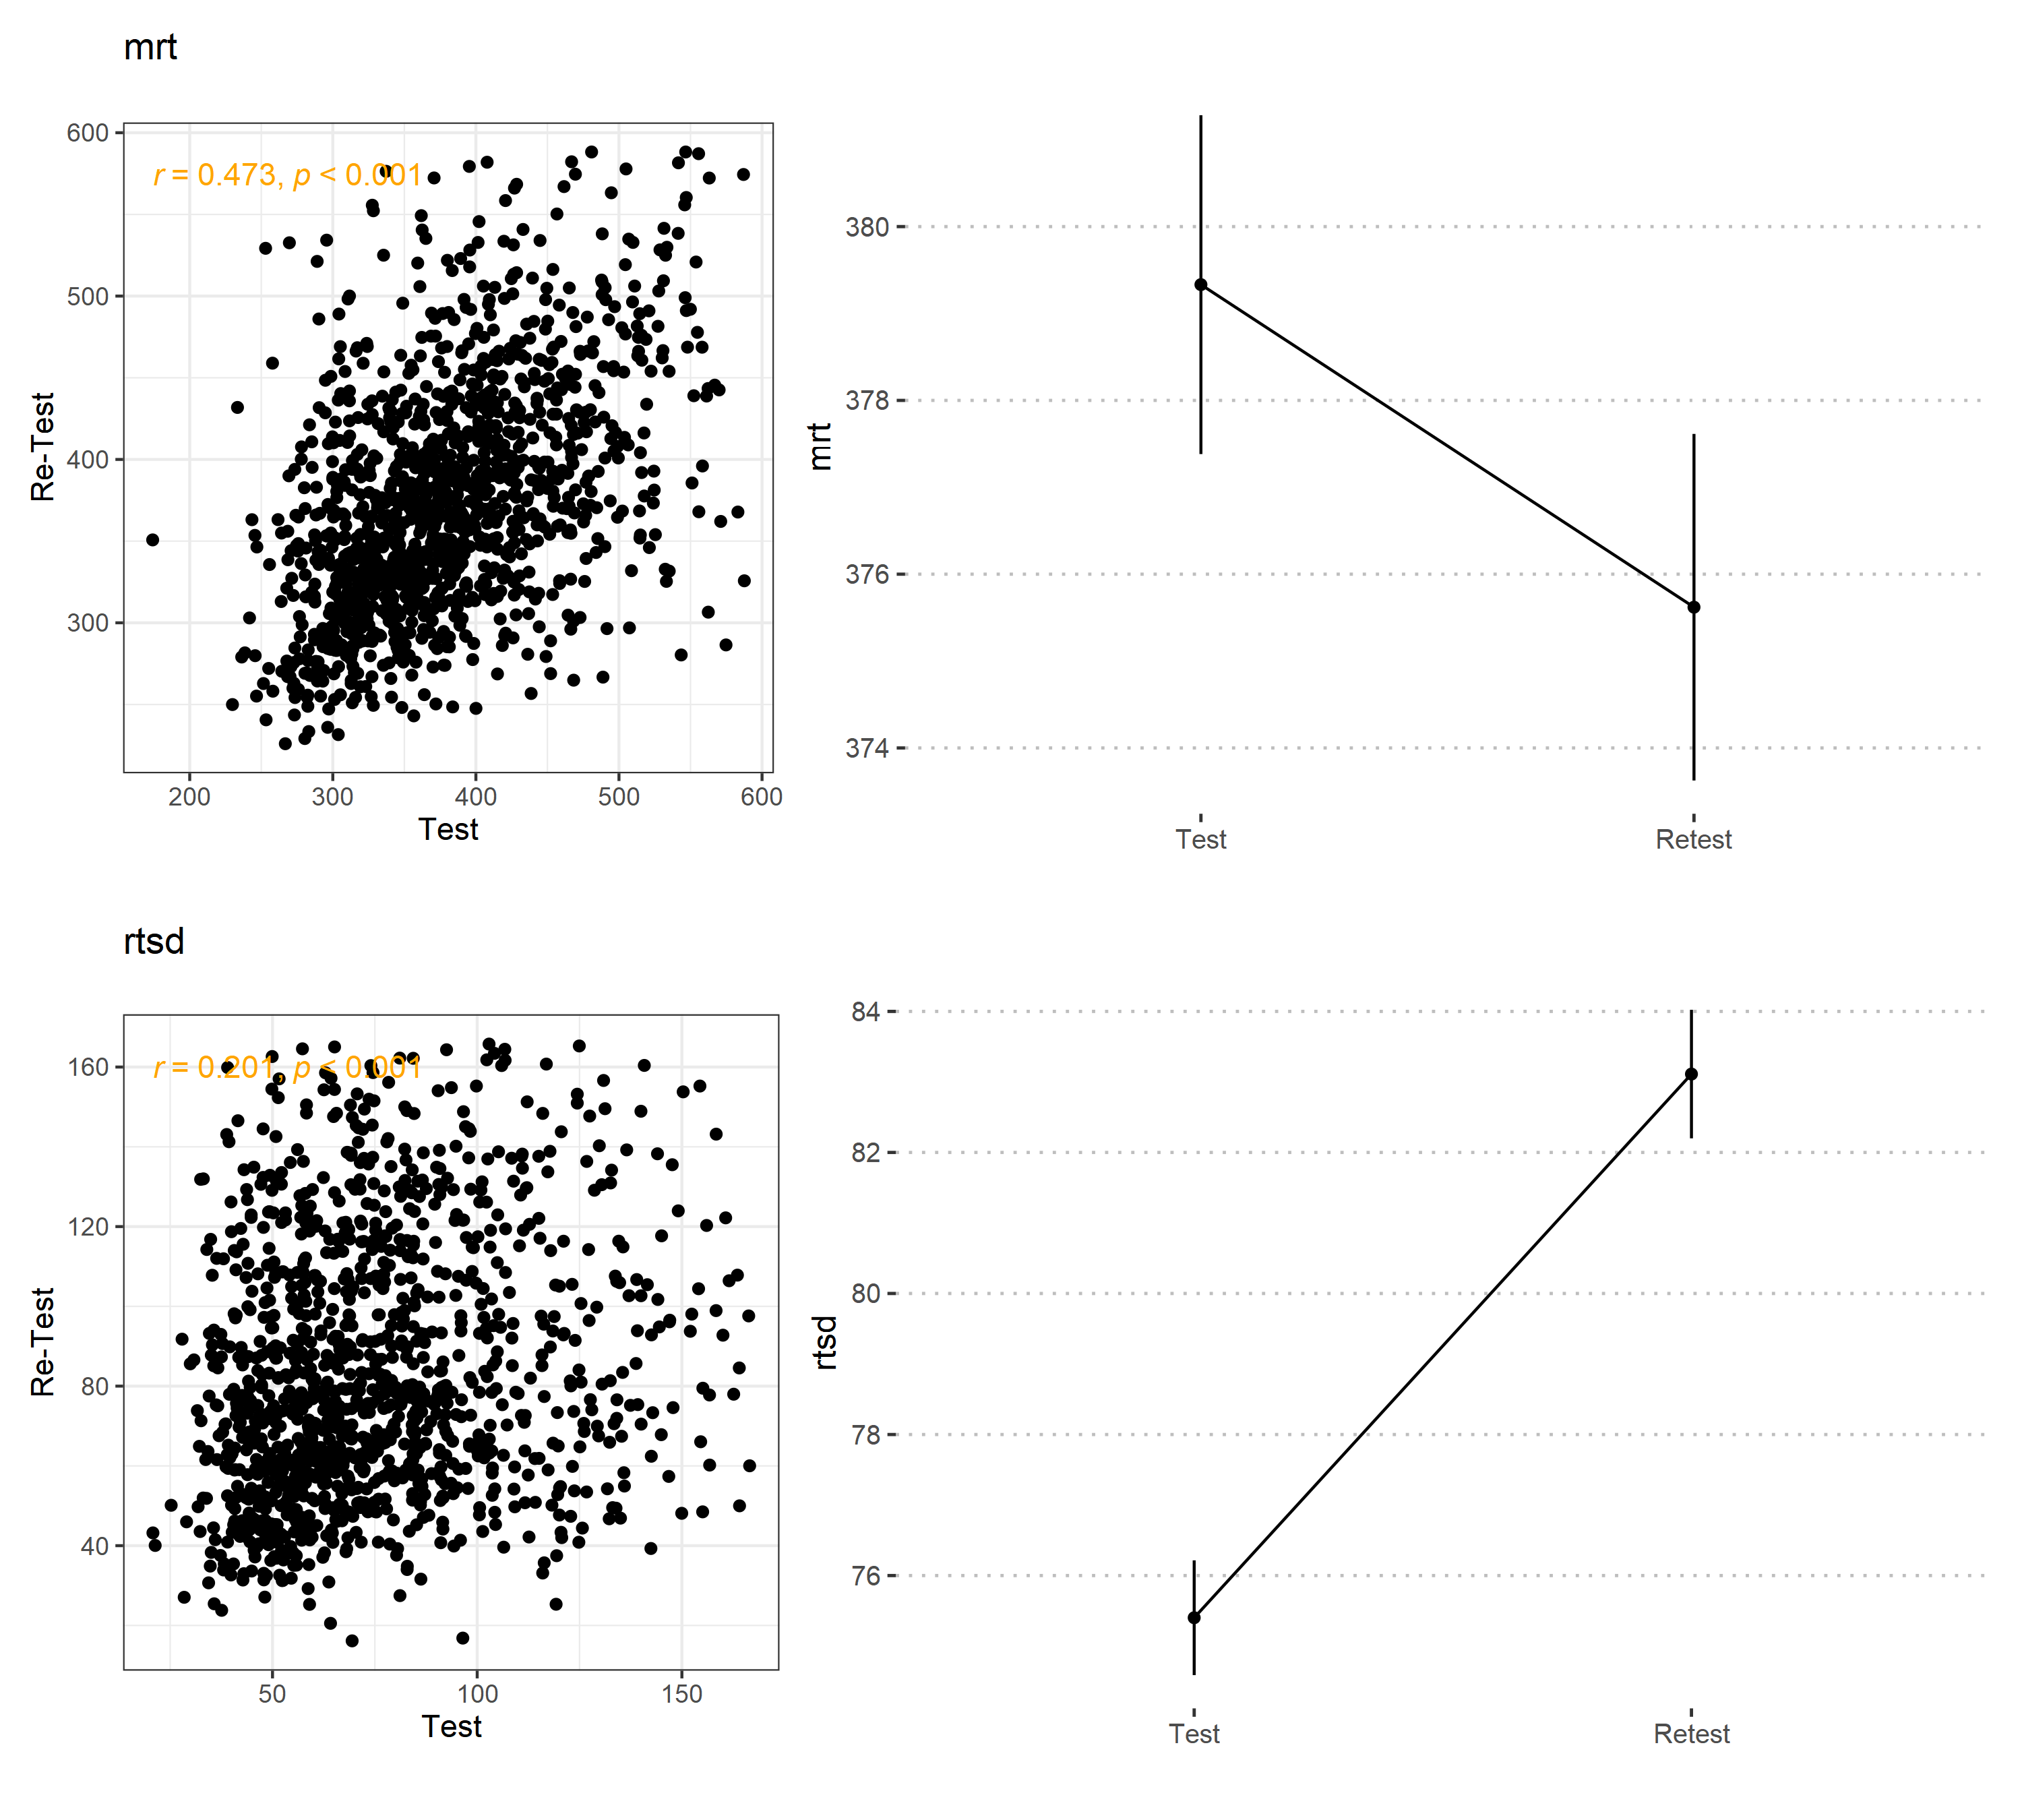 mrt
r = 0.473, p < 0.001
600
500
400
300
Re-Test
200 300 400 500 600
Test
380
378
376
374
mrt
Test Retest
rtsd
r = 0.201, p < 0.001
160
120
80
40
Re-Test
50 100 150
Test
84
82
80
78
76
rtsd
Test Retest